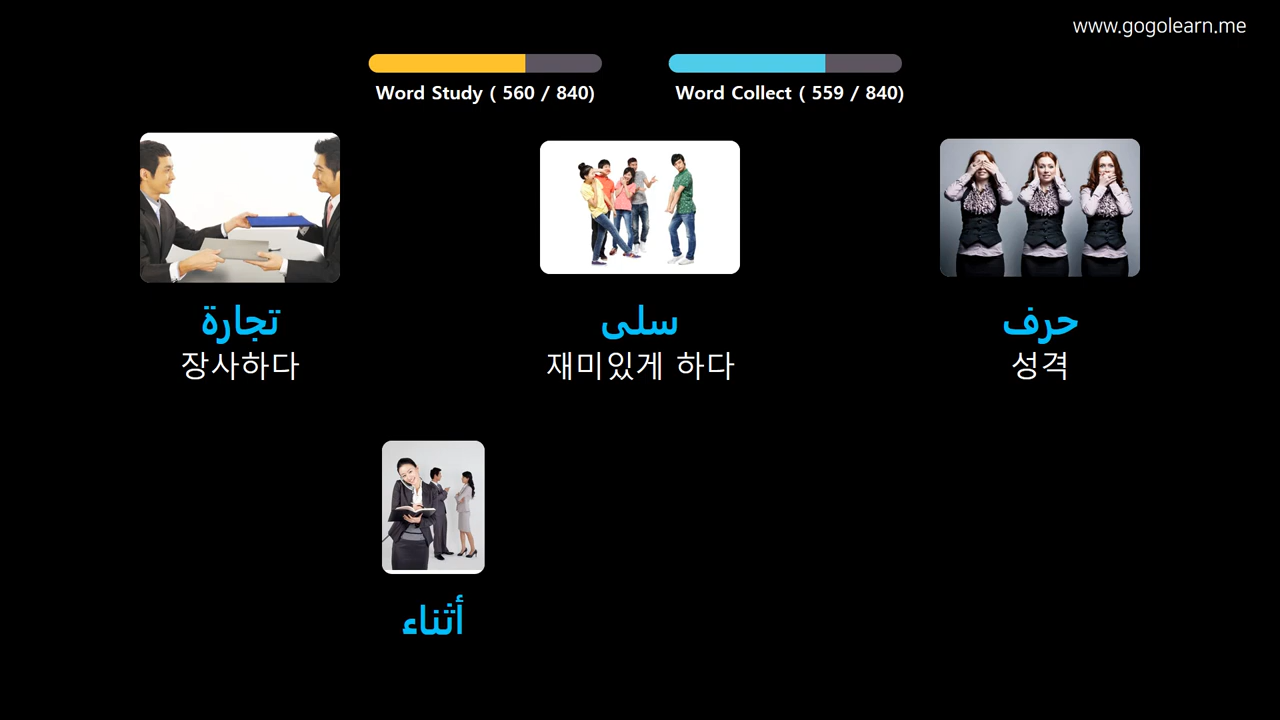 www.gogolearn.me
Word Study ( 560 / 840)
Word Collect ( 559 / 840)
تجارة
장사하다
سلى
재미있게 하다
حرف
성격
أثناء